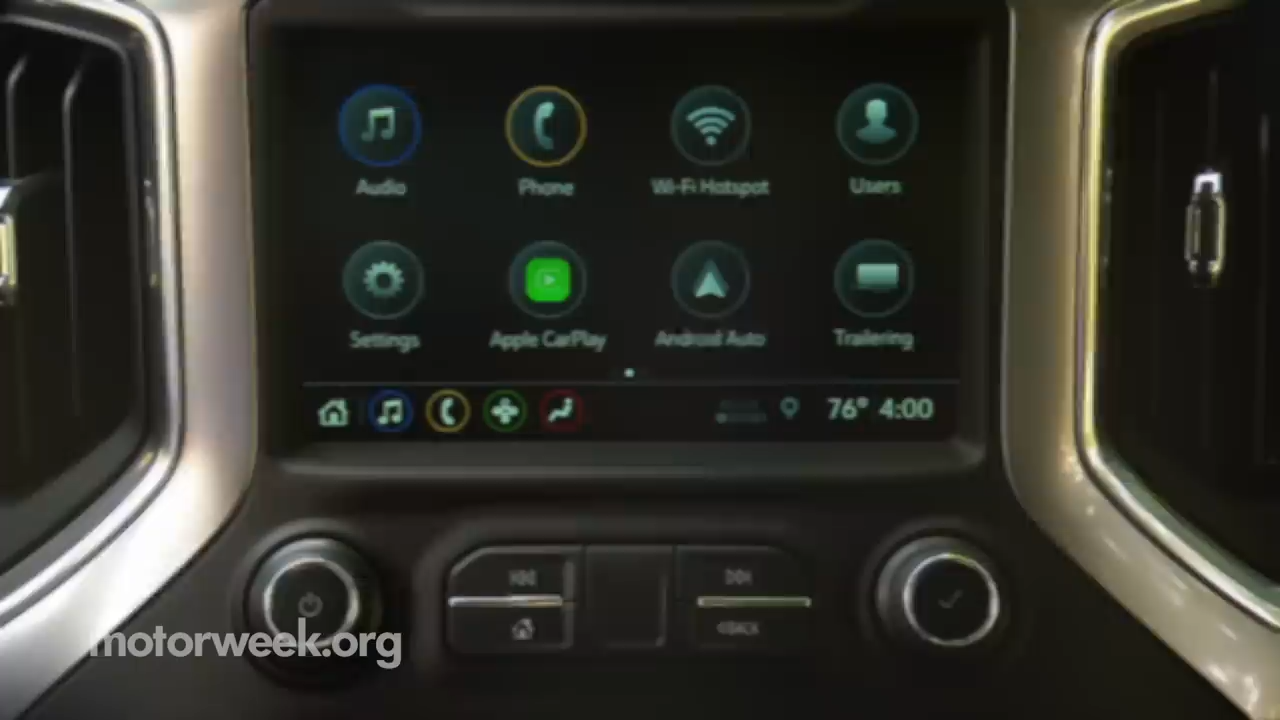 Audio Phone Wi-Fi Hotspot Users
Settings Apple CarPlay Android Auto Trailering
76° 4:00
BACK
motorweek.org